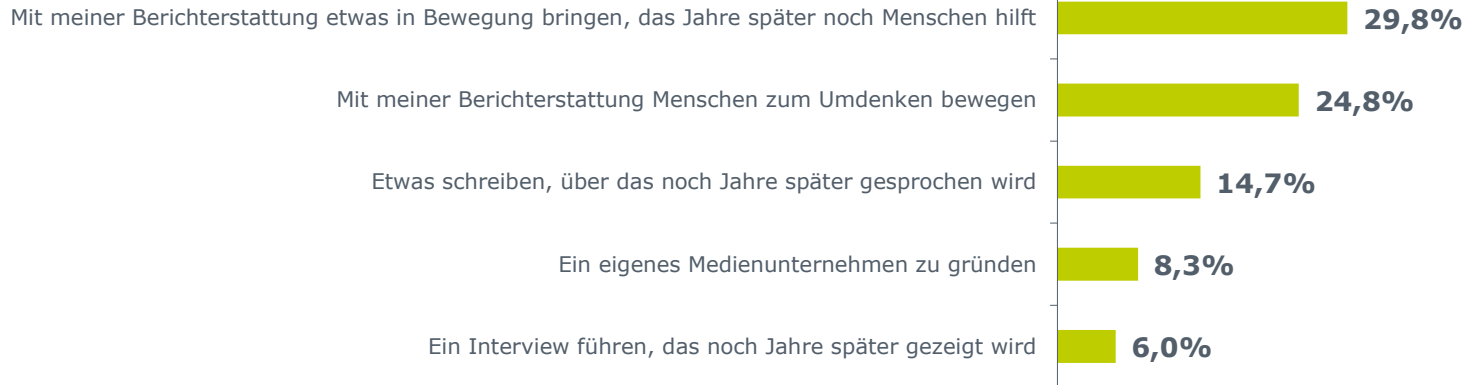 Mit meiner Berichterstattung etwas in Bewegung bringen, das Jahre später noch Menschen hilft 29,8%
Mit meiner Berichterstattung Menschen zum Umdenken bewegen 24,8%
Etwas schreiben, über das noch Jahre später gesprochen wird 14,7%
Ein eigenes Medienunternehmen zu gründen 8,3%
Ein Interview führen, das noch Jahre später gezeigt wird 6,0%